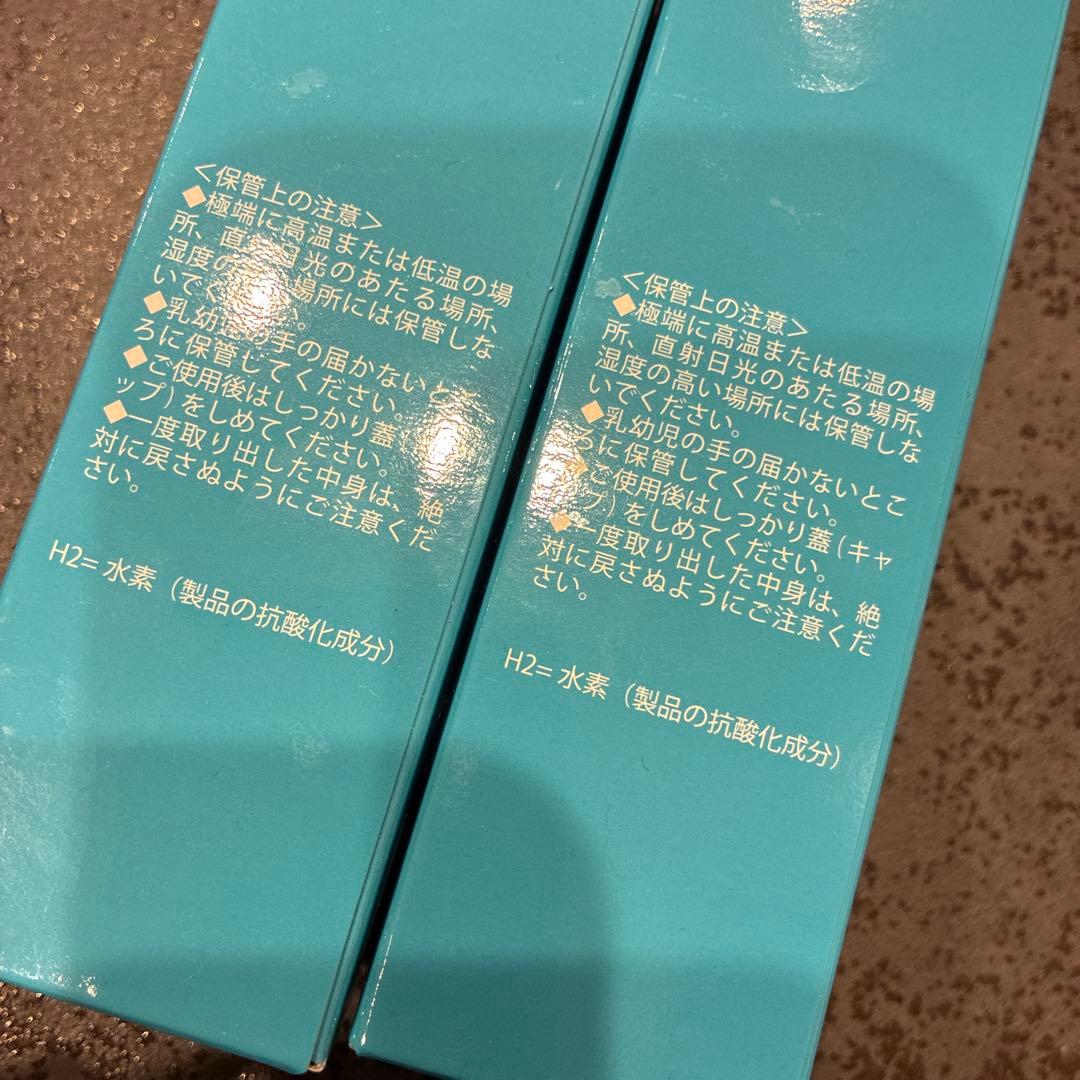 ＜保管上の注意＞
◆極端に高温または低温の場
所、直射日光のあたる場所、
湿度の 場所には保管しな
いでく 。
◆乳幼 手の届かないとこ
ろに保管してください。
◆ご使用後はしっかり蓋(
ップ)をしめてください。
◆一度取り出した中身は、絶
対に戻さぬようにご注意くだ
さい。
H2= 水素（製品の抗酸化成分）
＜保管上の注意＞
◆極端に高温または低温の場
所、直射日光のあたる場所、
湿度の高い場所には保管しな
いでください。
◆乳幼児の手の届かないとこ
ろに保管してください。
◆ご使用後はしっかり蓋(キャ
ップ)をしめてください。
◆一度取り出した中身は、絶
対に戻さぬようにご注意くだ
さい。
H2= 水素（製品の抗酸化成分）